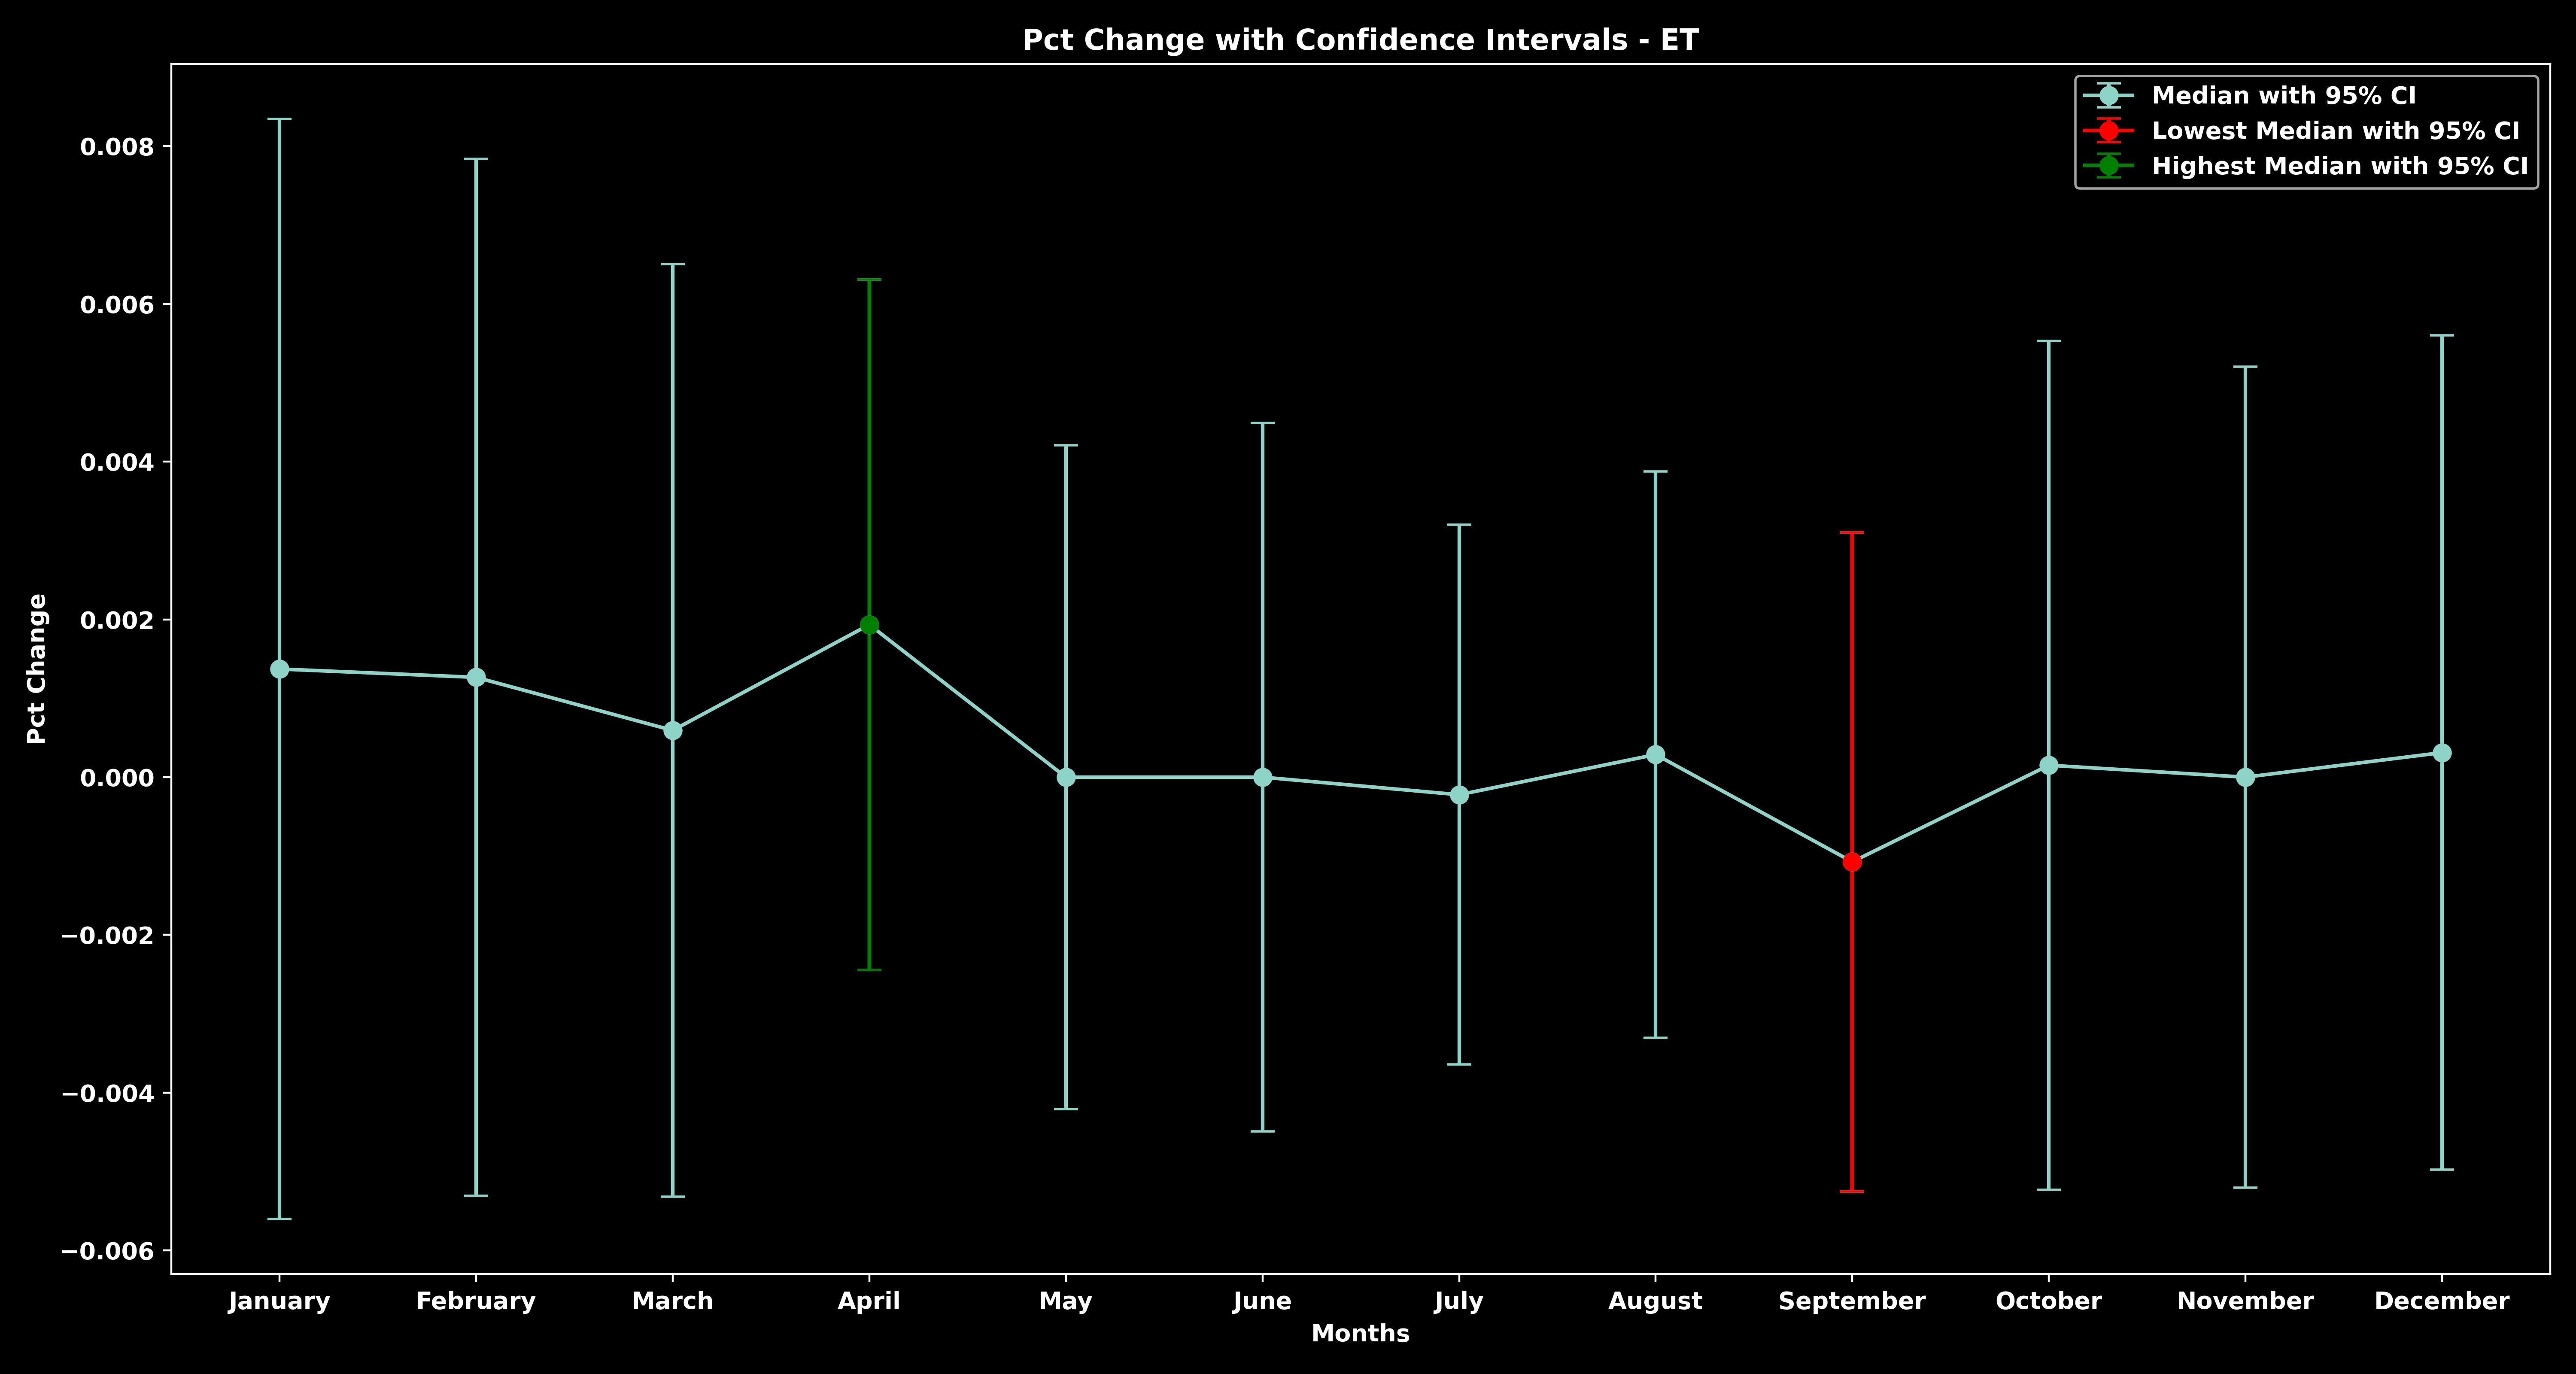 Pct Change with Confidence Intervals - ET
Median with 95% CI
Lowest Median with 95% CI
Highest Median with 95% CI
Pct Change
0.008
0.006
0.004
0.002
0.000
−0.002
−0.004
−0.006
January February March April May June July August September October November December
Months